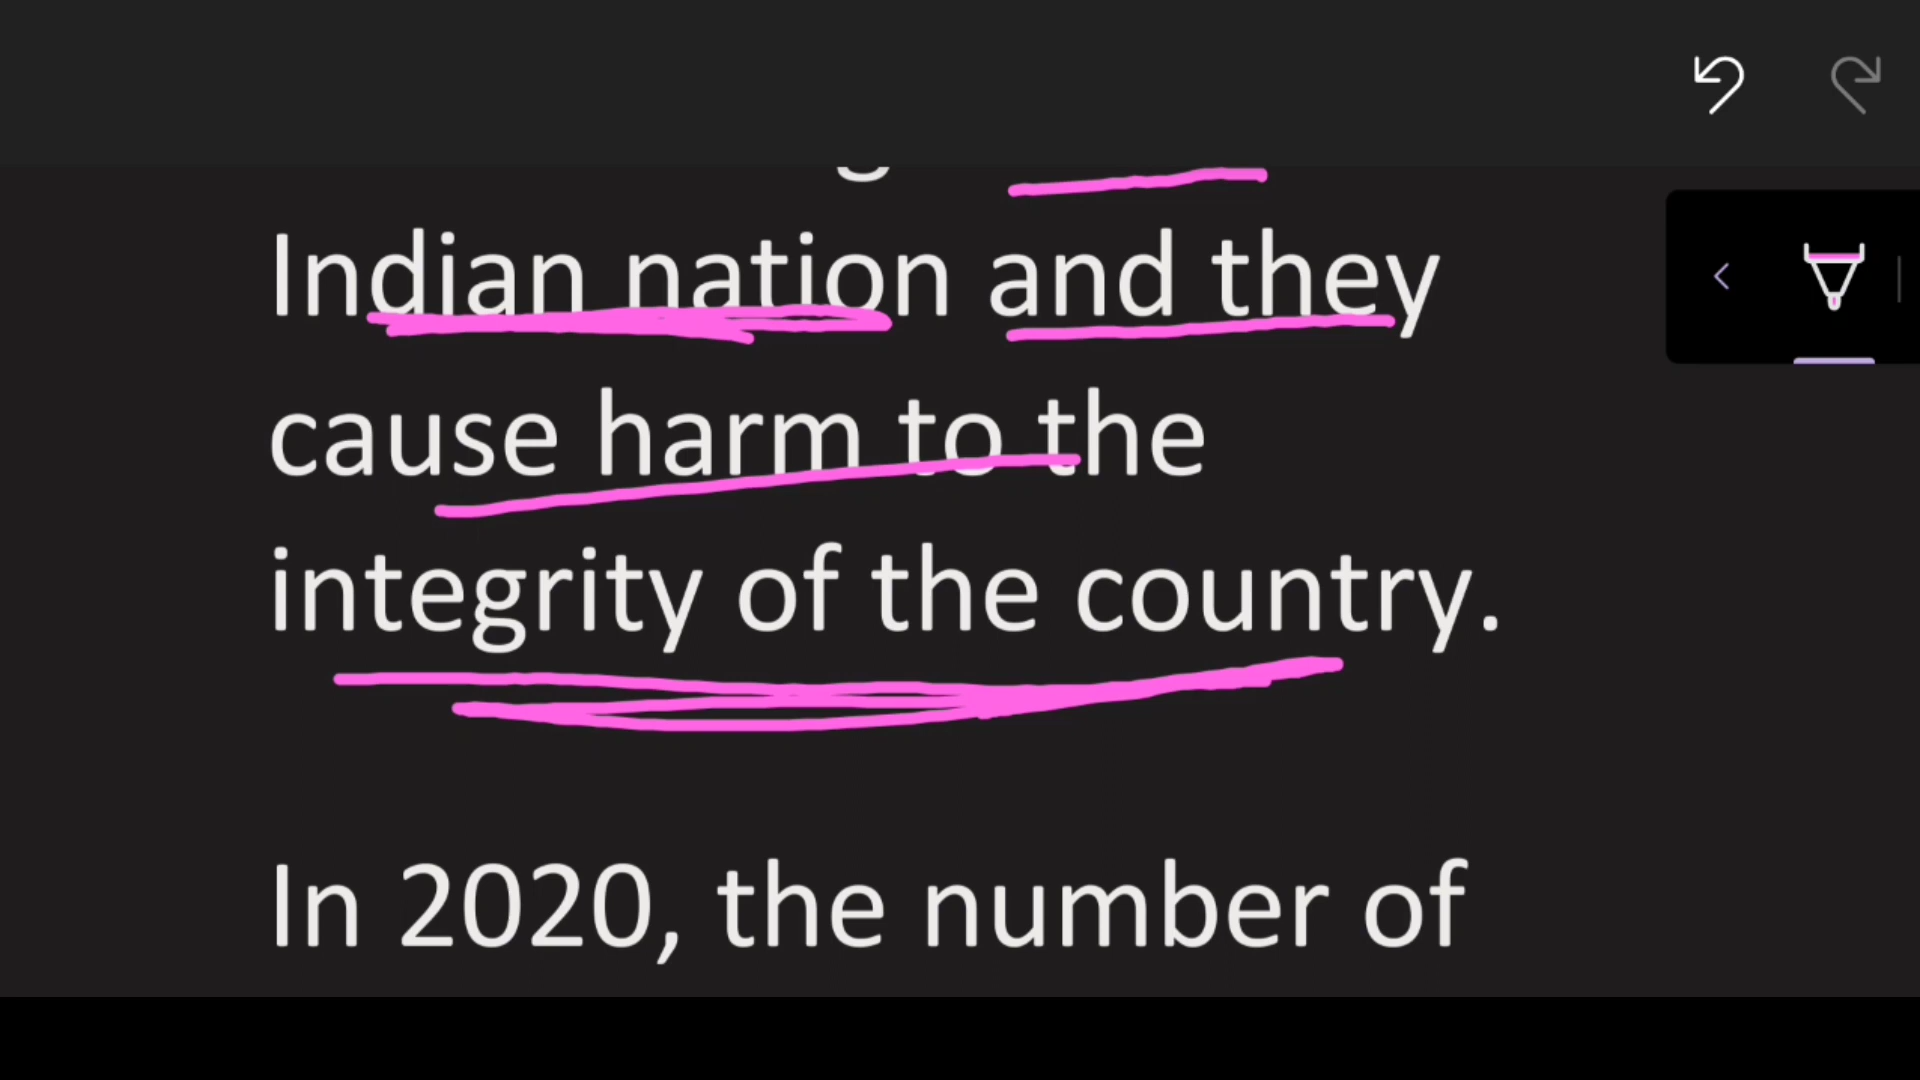 Indian nation and they
cause harm to the
integrity of the country.
In 2020, the number of